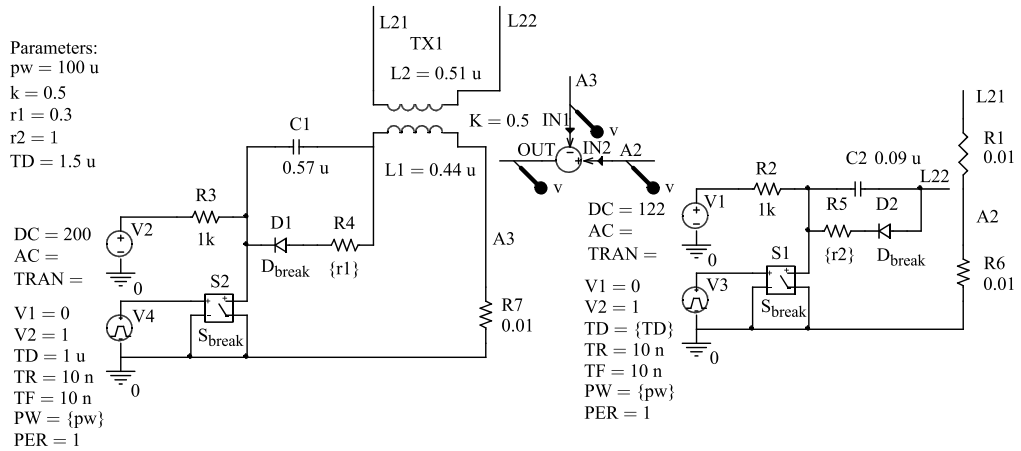 Parameters:
pw = 100 u
k = 0.5
r1 = 0.3
r2 = 1
TD = 1.5 u
L21
L22
TX1
L2 = 0.51 u
K = 0.5
L1 = 0.44 u
C1
0.57 u
R3
1k
V2
DC = 200
AC =
TRAN =
0
D1
Dbreak
R4
{r1}
S2
Sbreak
V4
V1 = 0
V2 = 1
TD = 1 u
TR = 10 n
TF = 10 n
PW = {pw}
PER = 1
0
A3
R7
0.01
A3
IN1
v
OUT
IN2
A2
v
v
DC = 122
AC =
TRAN =
V1
0
R2
1k
C2 0.09 u
L22
R5
{r2}
D2
Dbreak
S1
Sbreak
V3
V1 = 0
V2 = 1
TD = {TD}
TR = 10 n
TF = 10 n
PW = {pw}
PER = 1
0
L21
R1
0.01
A2
R6
0.01